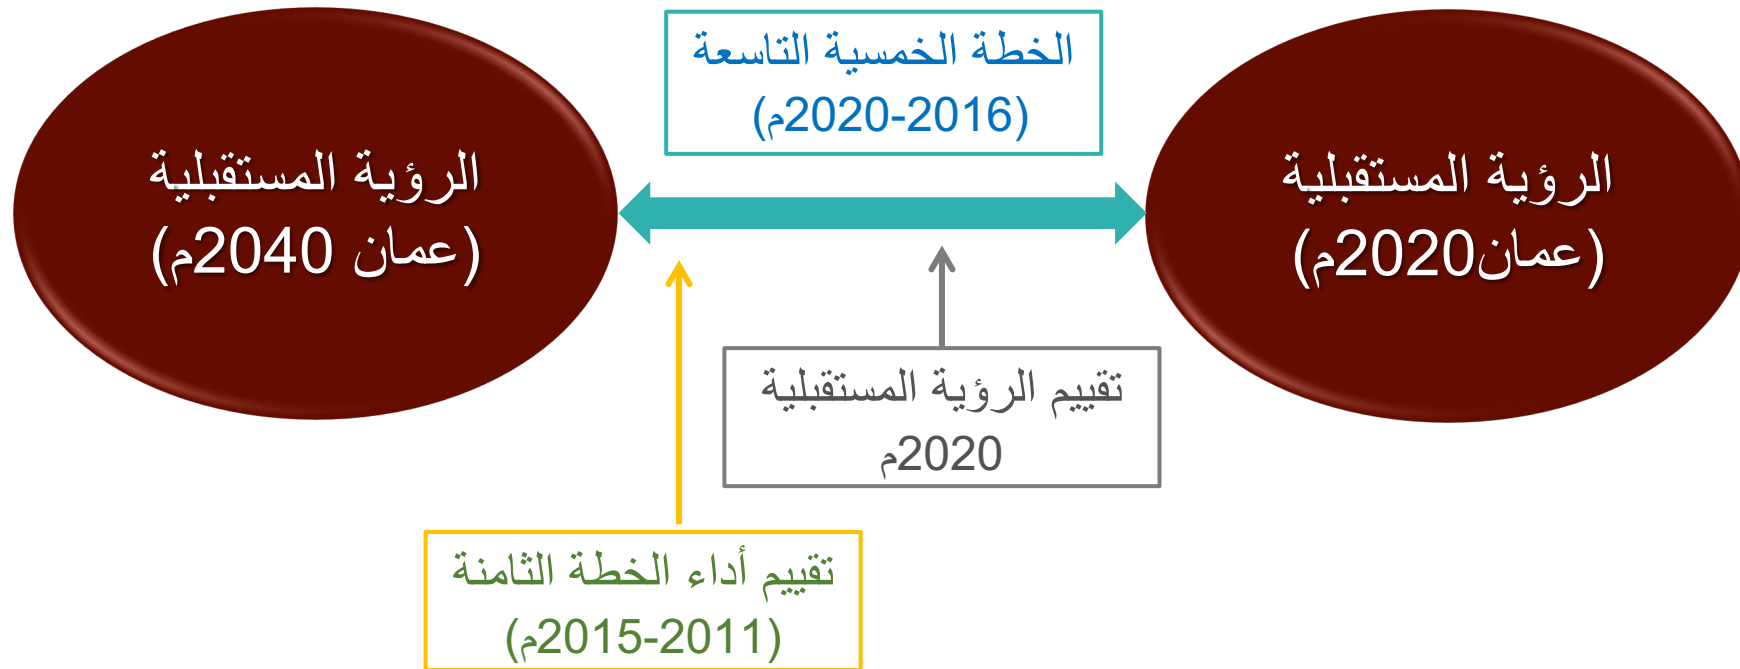 الخطة الخمسية التاسعة
(2016-2020م)
الرؤية المستقبلية
(عمان2020م)
الرؤية المستقبلية
(عمان 2040م)
تقييم الرؤية المستقبلية
2020م
تقييم أداء الخطة الثامنة
(2011-2015م)